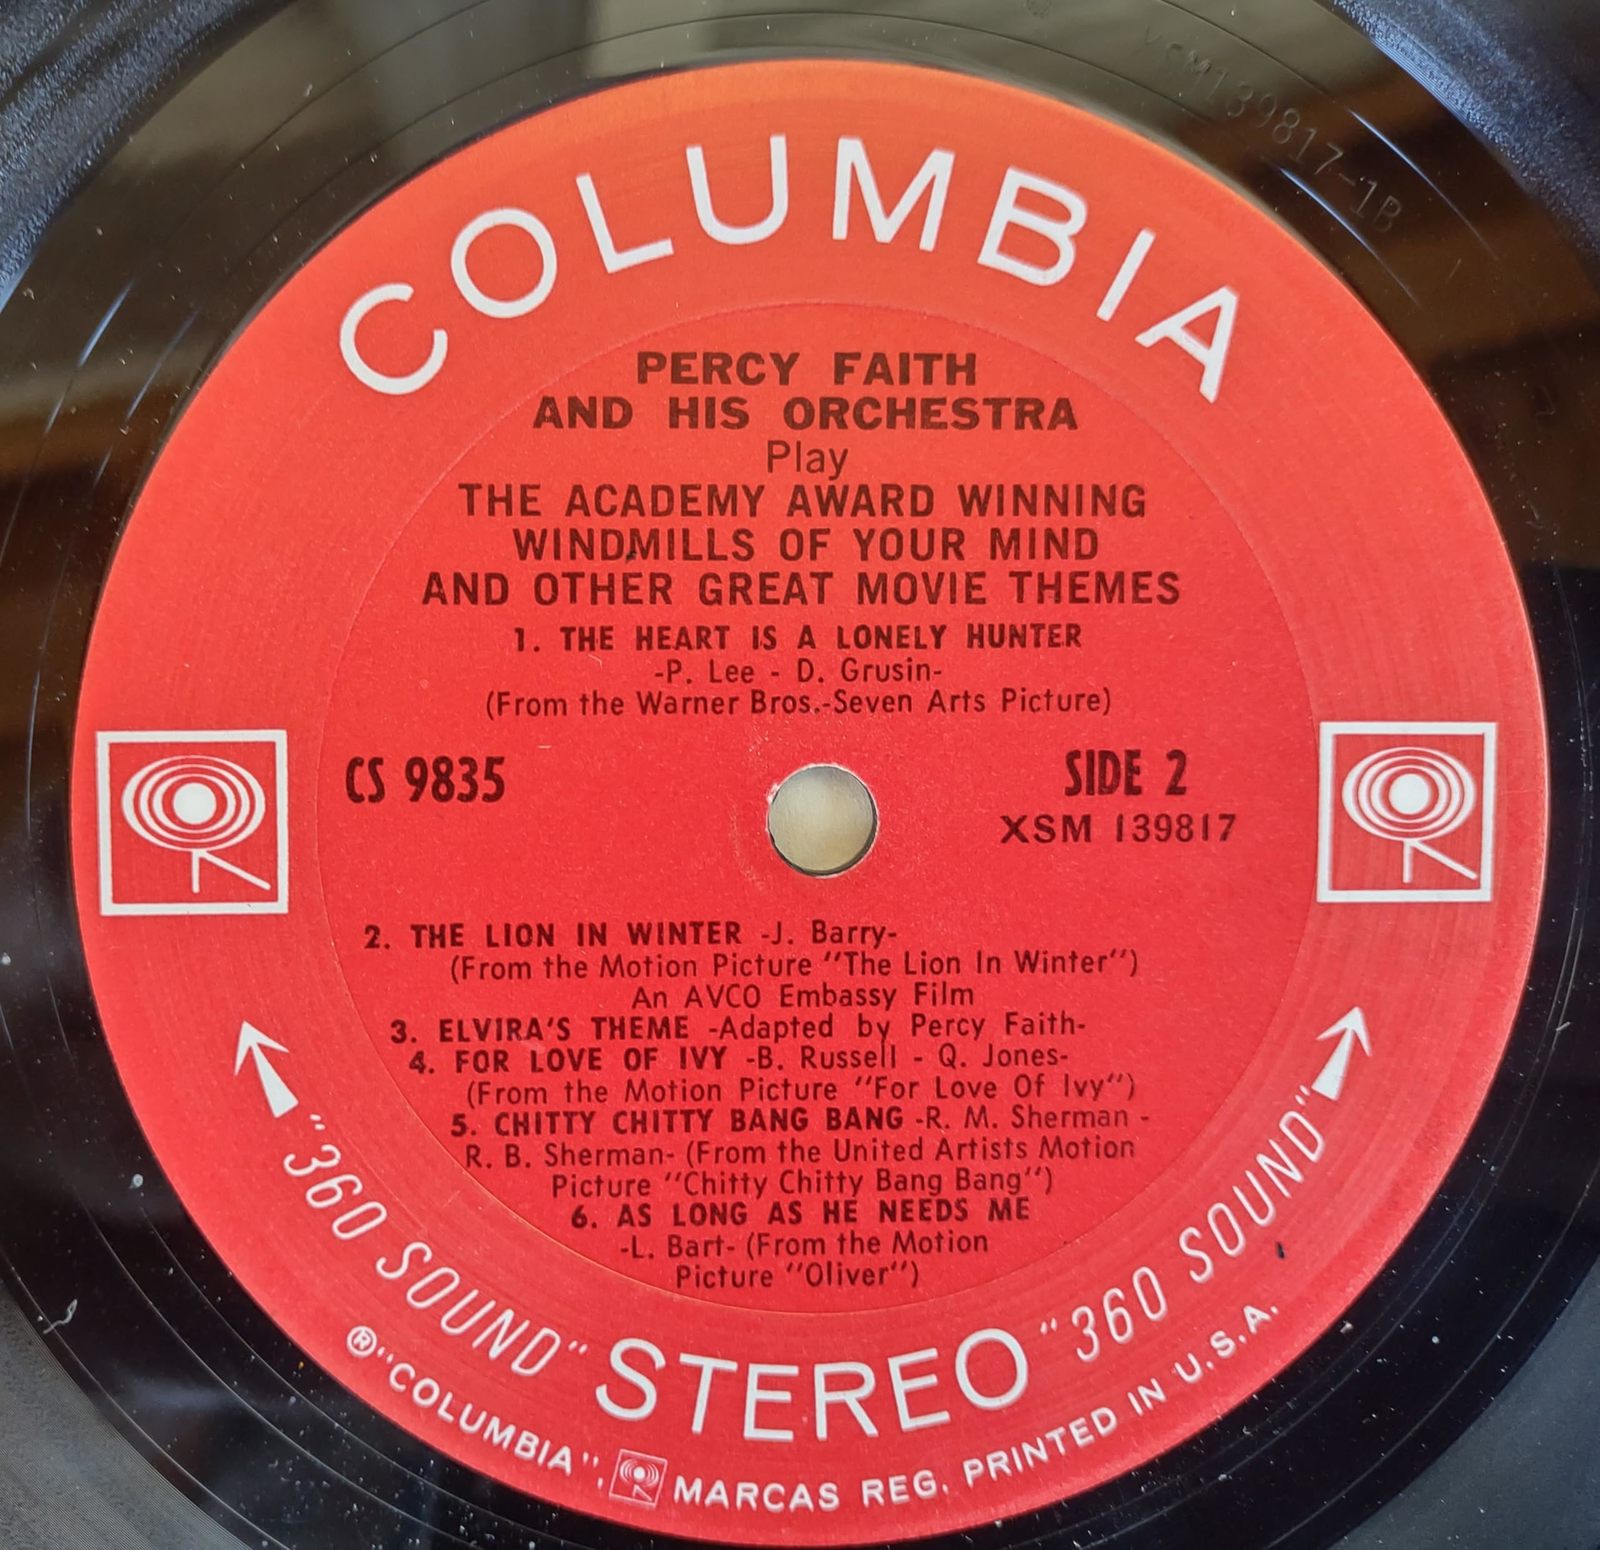 XSM139817-1B
COLUMBIA
PERCY FAITH
AND HIS ORCHESTRA
Play
THE ACADEMY AWARD WINNING
WINDMILLS OF YOUR MIND
AND OTHER GREAT MOVIE THEMES
1. THE HEART IS A LONELY HUNTER
-P. Lee - D. Grusin-
(From the Warner Bros.-Seven Arts Picture)
CS 9835
SIDE 2
XSM 139817
2. THE LION IN WINTER -J. Barry-
(From the Motion Picture "The Lion In Winter")
An AVCO Embassy Film
3. ELVIRA'S THEME -Adapted by Percy Faith-
4. FOR LOVE OF IVY -B. Russell - Q. Jones-
(From the Motion Picture "For Love Of Ivy")
5. CHITTY CHITTY BANG BANG -R. M. Sherman -
R. B. Sherman- (From the United Artists Motion
Picture "Chitty Chitty Bang Bang")
6. AS LONG AS HE NEEDS ME
-L. Bart- (From the Motion
Picture "Oliver")
"360 SOUND" STEREO "360 SOUND"
®"COLUMBIA", MARCAS REG. PRINTED IN U.S.A.